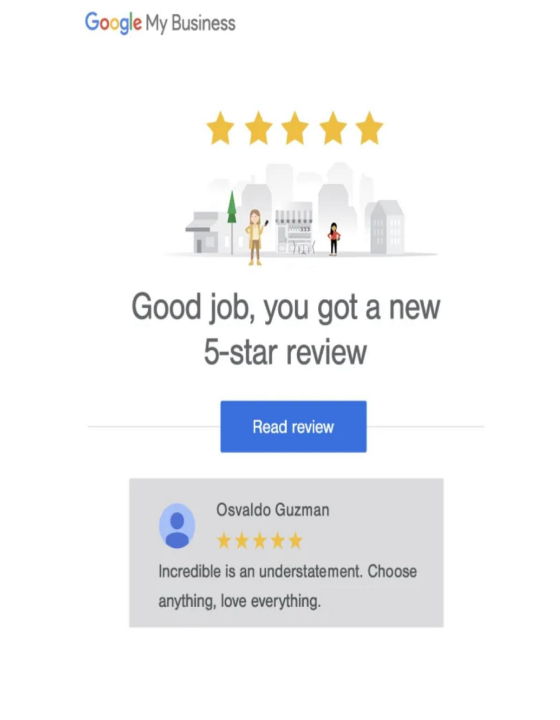 Google My Business
Good job, you got a new
5-star review
Read review
Osvaldo Guzman
Incredible is an understatement. Choose
anything, love everything.